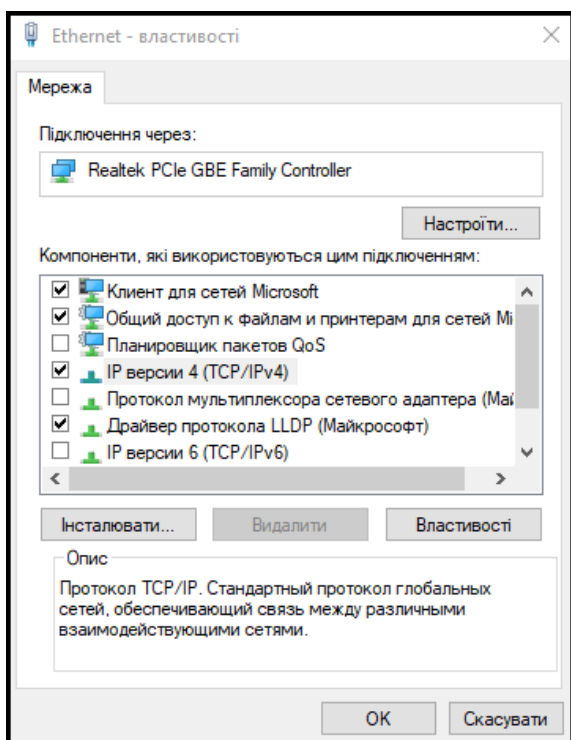 Ethernet - властивості
Мережа
Підключення через:
Realtek PCIe GBE Family Controller
Настроїти...
Компоненти, які використовуються цим підключенням:
Клиент для сетей Microsoft
Общий доступ к файлам и принтерам для сетей Mi
Планировщик пакетов QoS
IP версии 4 (TCP/IPv4)
Протокол мультиплексора сетевого адаптера (Май
Драйвер протокола LLDP (Майкрософт)
IP версии 6 (TCP/IPv6)
Інсталювати...
Видалити
Властивості
Опис
Протокол TCP/IP. Стандартный протокол глобальных
сетей, обеспечивающий связь между различными
взаимодействующими сетями.
OK
Скасувати